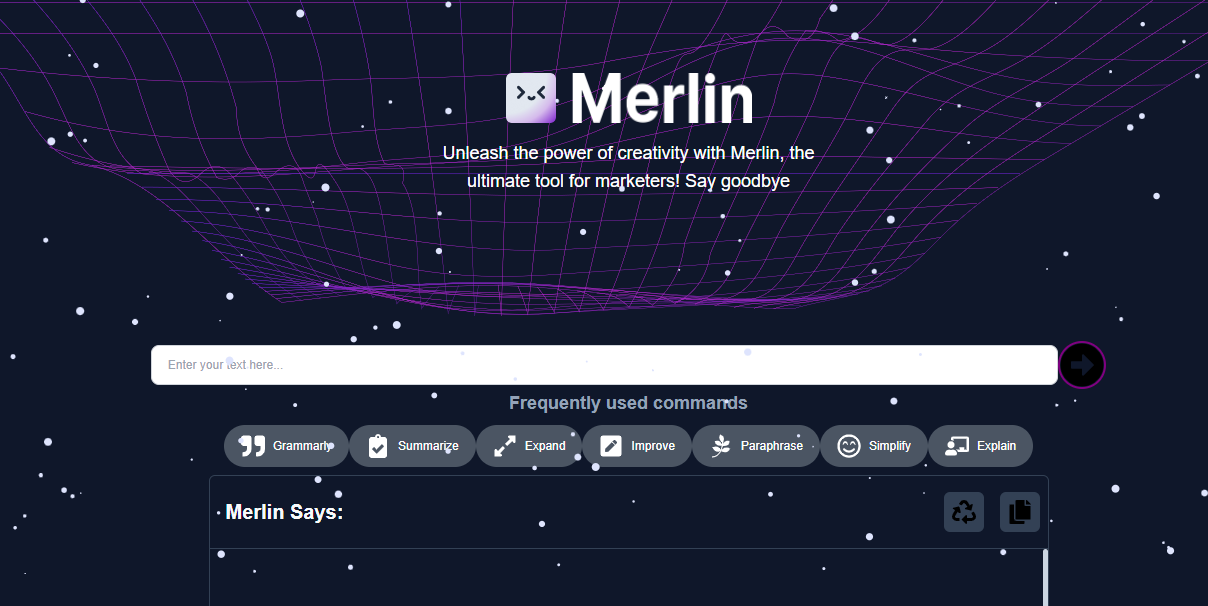 Merlin
Unleash the power of creativity with Merlin, the
ultimate tool for marketers! Say goodbye
Enter your text here...
Frequently used commands
Grammarly Summarize Expand Improve Paraphrase Simplify Explain
Merlin Says: